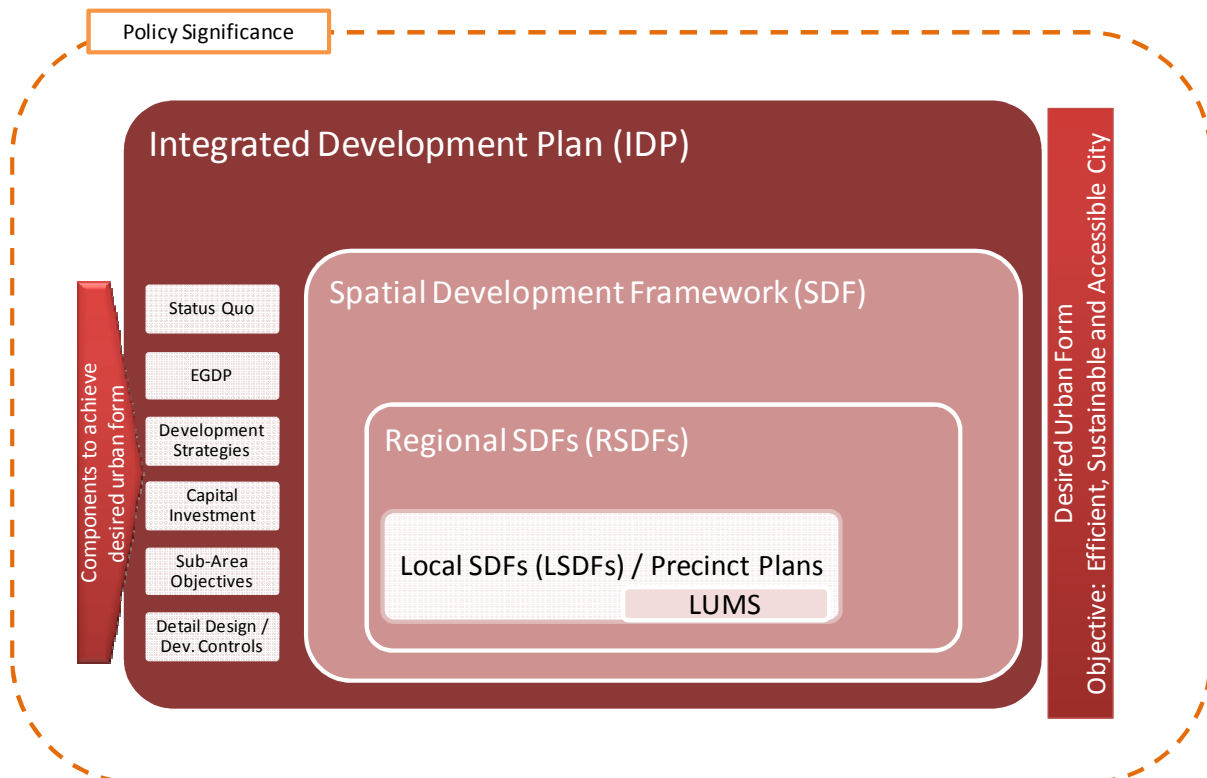 Policy Significance
Integrated Development Plan (IDP)
Spatial Development Framework (SDF)
Regional SDFs (RSDFs)
Local SDFs (LSDFs) / Precinct Plans
LUMS
Components to achieve
desired urban form
Status Quo
EGDP
Development
Strategies
Capital
Investment
Sub-Area
Objectives
Detail Design /
Dev. Controls
Desired Urban Form
Objective: Efficient, Sustainable and Accessible City